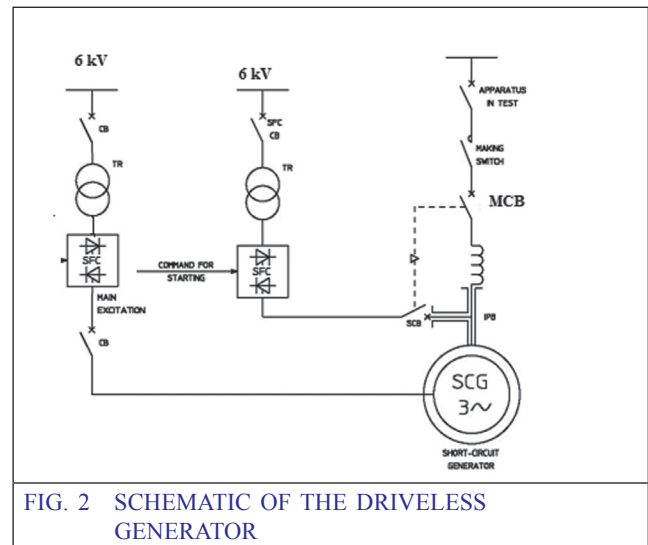 6 kV
6 kV
APPARATUS
IN TEST
CB
SFC
CB
MAKING
SWITCH
TR
TR
MCB
SFC
COMMAND FOR
STARTING
SFC
MAIN
EXCITATION
SCB
IPB
CB
SCG
3~
SHORT-CIRCUIT
GENERATOR
FIG. 2 SCHEMATIC OF THE DRIVELESS
GENERATOR